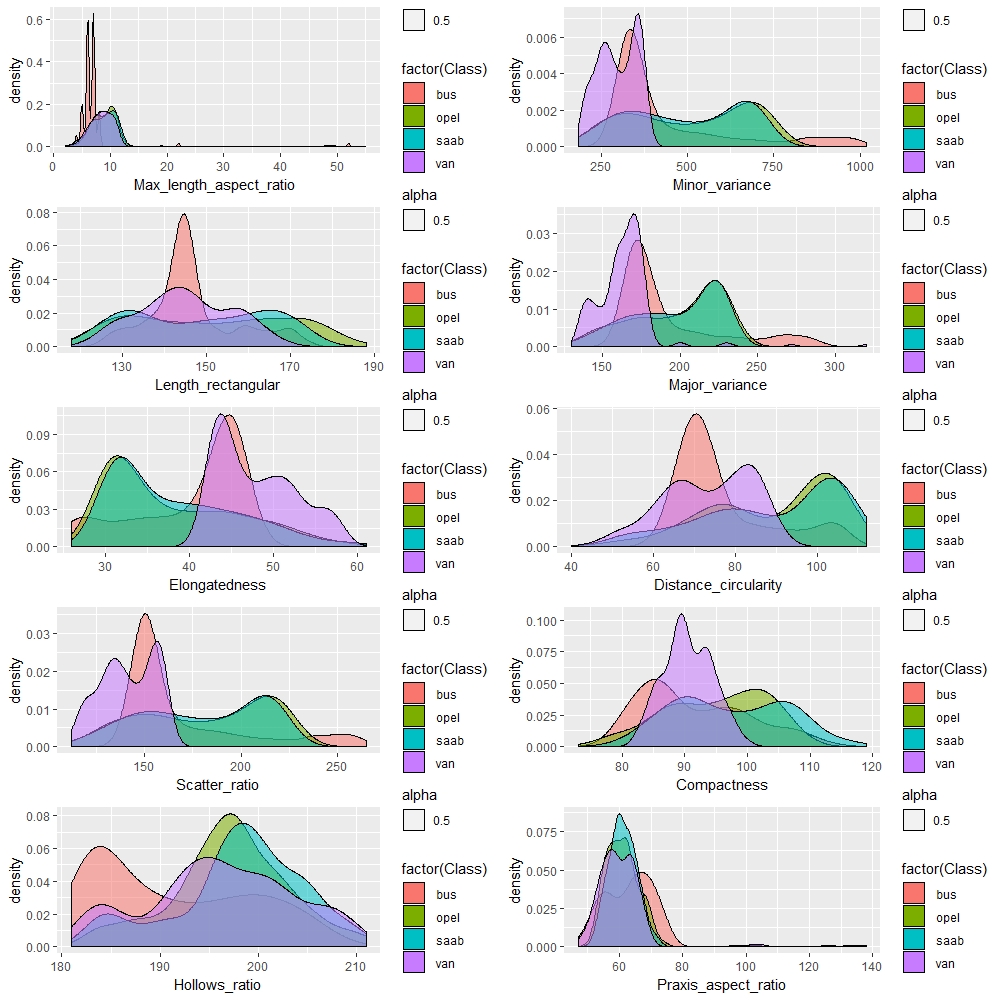 0.6
0.4
0.2
0.0
density
0 10 20 30 40 50
Max_length_aspect_ratio
0.5
factor(Class)
bus
opel
saab
van
0.006
0.004
0.002
0.000
density
250 500 750 1000
Minor_variance
0.5
factor(Class)
bus
opel
saab
van
0.08
0.06
0.04
0.02
0.00
density
130 150 170 190
Length_rectangular
alpha
0.5
factor(Class)
bus
opel
saab
van
0.03
0.02
0.01
0.00
density
150 200 250 300
Major_variance
alpha
0.5
factor(Class)
bus
opel
saab
van
0.09
0.06
0.03
0.00
density
30 40 50 60
Elongatedness
alpha
0.5
factor(Class)
bus
opel
saab
van
0.06
0.04
0.02
0.00
density
40 60 80 100
Distance_circularity
alpha
0.5
factor(Class)
bus
opel
saab
van
0.03
0.02
0.01
0.00
density
150 200 250
Scatter_ratio
alpha
0.5
factor(Class)
bus
opel
saab
van
0.100
0.075
0.050
0.025
0.000
density
80 90 100 110 120
Compactness
alpha
0.5
factor(Class)
bus
opel
saab
van
0.08
0.06
0.04
0.02
0.00
density
180 190 200 210
Hollows_ratio
alpha
0.5
factor(Class)
bus
opel
saab
van
0.075
0.050
0.025
0.000
density
60 80 100 120 140
Praxis_aspect_ratio
alpha
0.5
factor(Class)
bus
opel
saab
van